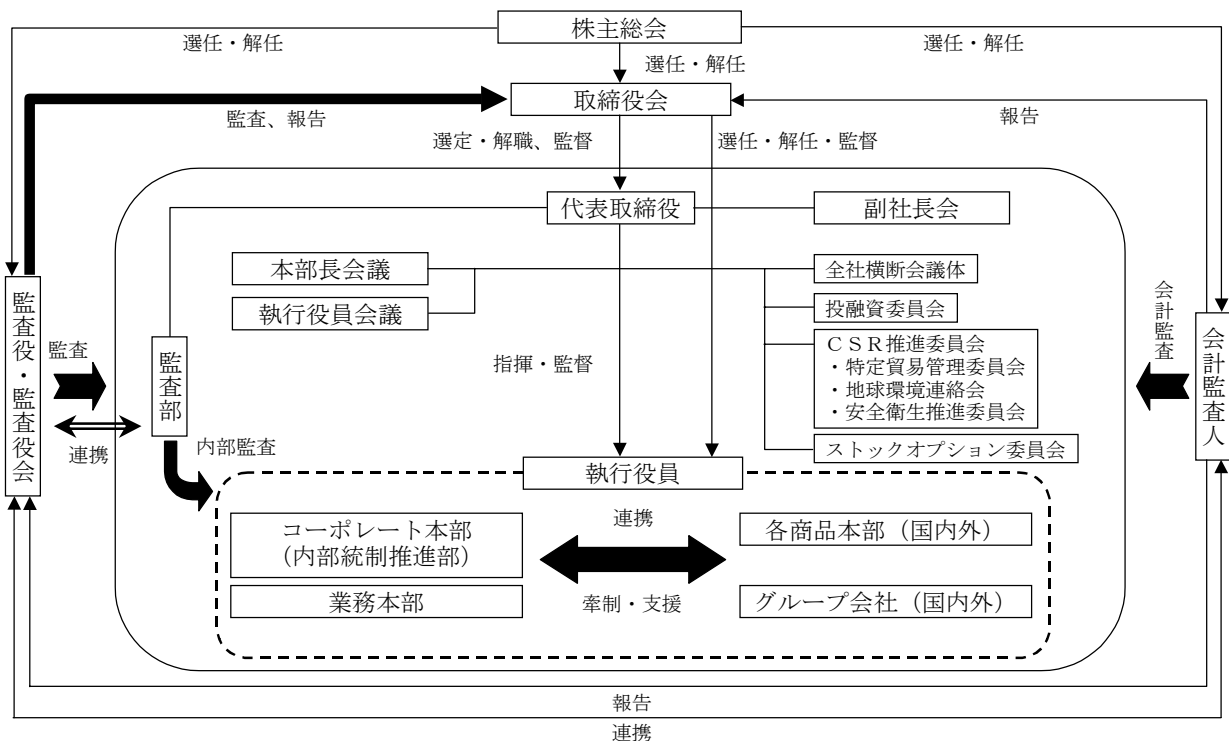 株主総会
選任・解任
選任・解任
選任・解任
取締役会
監査、報告
報告
選定・解職、監督
選任・解任・監督
代表取締役
副社長会
本部長会議
全社横断会議体
執行役員会議
投融資委員会
監査役・監査役会
監査
監査部
指揮・監督
CSR推進委員会
・特定貿易管理委員会
・地球環境連絡会
・安全衛生推進委員会
会計監査
会計監査人
連携
内部監査
ストックオプション委員会
執行役員
コーポレート本部
(内部統制推進部)
連携
各商品本部(国内外)
業務本部
牽制・支援
グループ会社(国内外)
報告
連携